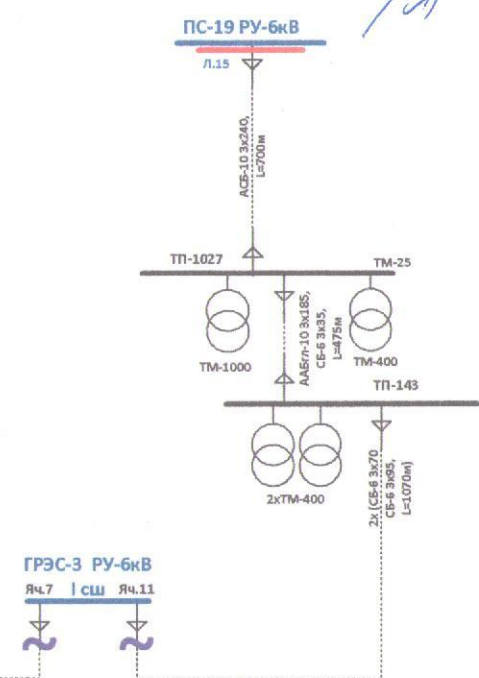 ПС-19 РУ-6кВ
Л.15
АСБ-10 3х240,
L=700м
ТП-1027
ТМ-25
ТМ-1000
ААБгл-10 3х185,
СБ-6 3х35,
L=475м
ТМ-400
ТП-143
2хТМ-400
2х (СБ-6 3х70
СБ-6 3х95,
L=1070м)
ГРЭС-3 РУ-6кВ
Яч.7 I сш Яч.11